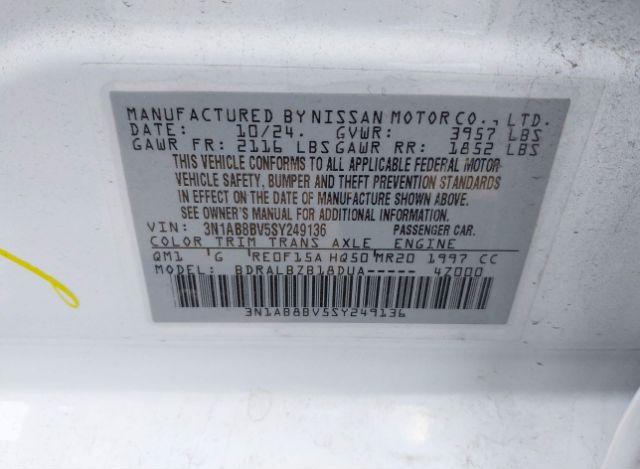 MANUFACTURED BY NISSAN MOTOR CO., LTD.
DATE: 10/24. GVWR: 3957 LBS
GAWR FR: 2116 LBS GAWR RR: 1852 LBS
THIS VEHICLE CONFORMS TO ALL APPLICABLE FEDERAL MOTOR
VEHICLE SAFETY, BUMPER AND THEFT PREVENTION STANDARDS
IN EFFECT ON THE DATE OF MANUFACTURE SHOWN ABOVE.
SEE OWNER'S MANUAL FOR ADDITIONAL INFORMATION.
VIN: 3N1AB8BV5SY249136 PASSENGER CAR.
COLOR TRIM TRANS AXLE ENGINE
QM1 G RE0F15A HQ50 MR20 1997 CC
MODEL: BDRALBZB18DUA----- 47000
3N1AB8BV5SY249136